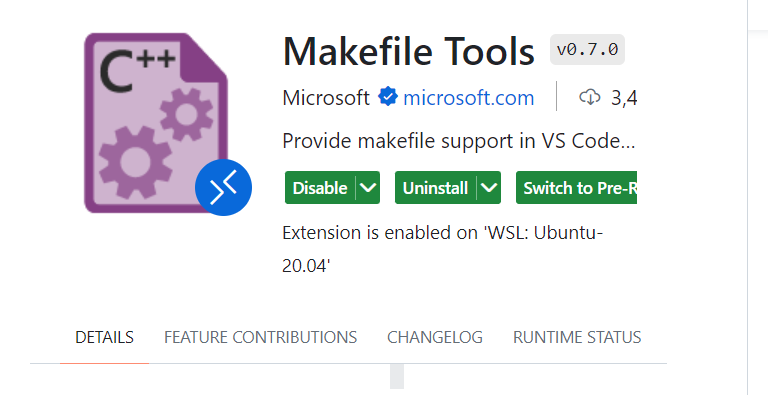 C++
Makefile Tools v0.7.0
Microsoft microsoft.com 3,4
Provide makefile support in VS Code...
Disable Uninstall Switch to Pre-R
Extension is enabled on 'WSL: Ubuntu-
20.04'
DETAILS FEATURE CONTRIBUTIONS CHANGELOG RUNTIME STATUS